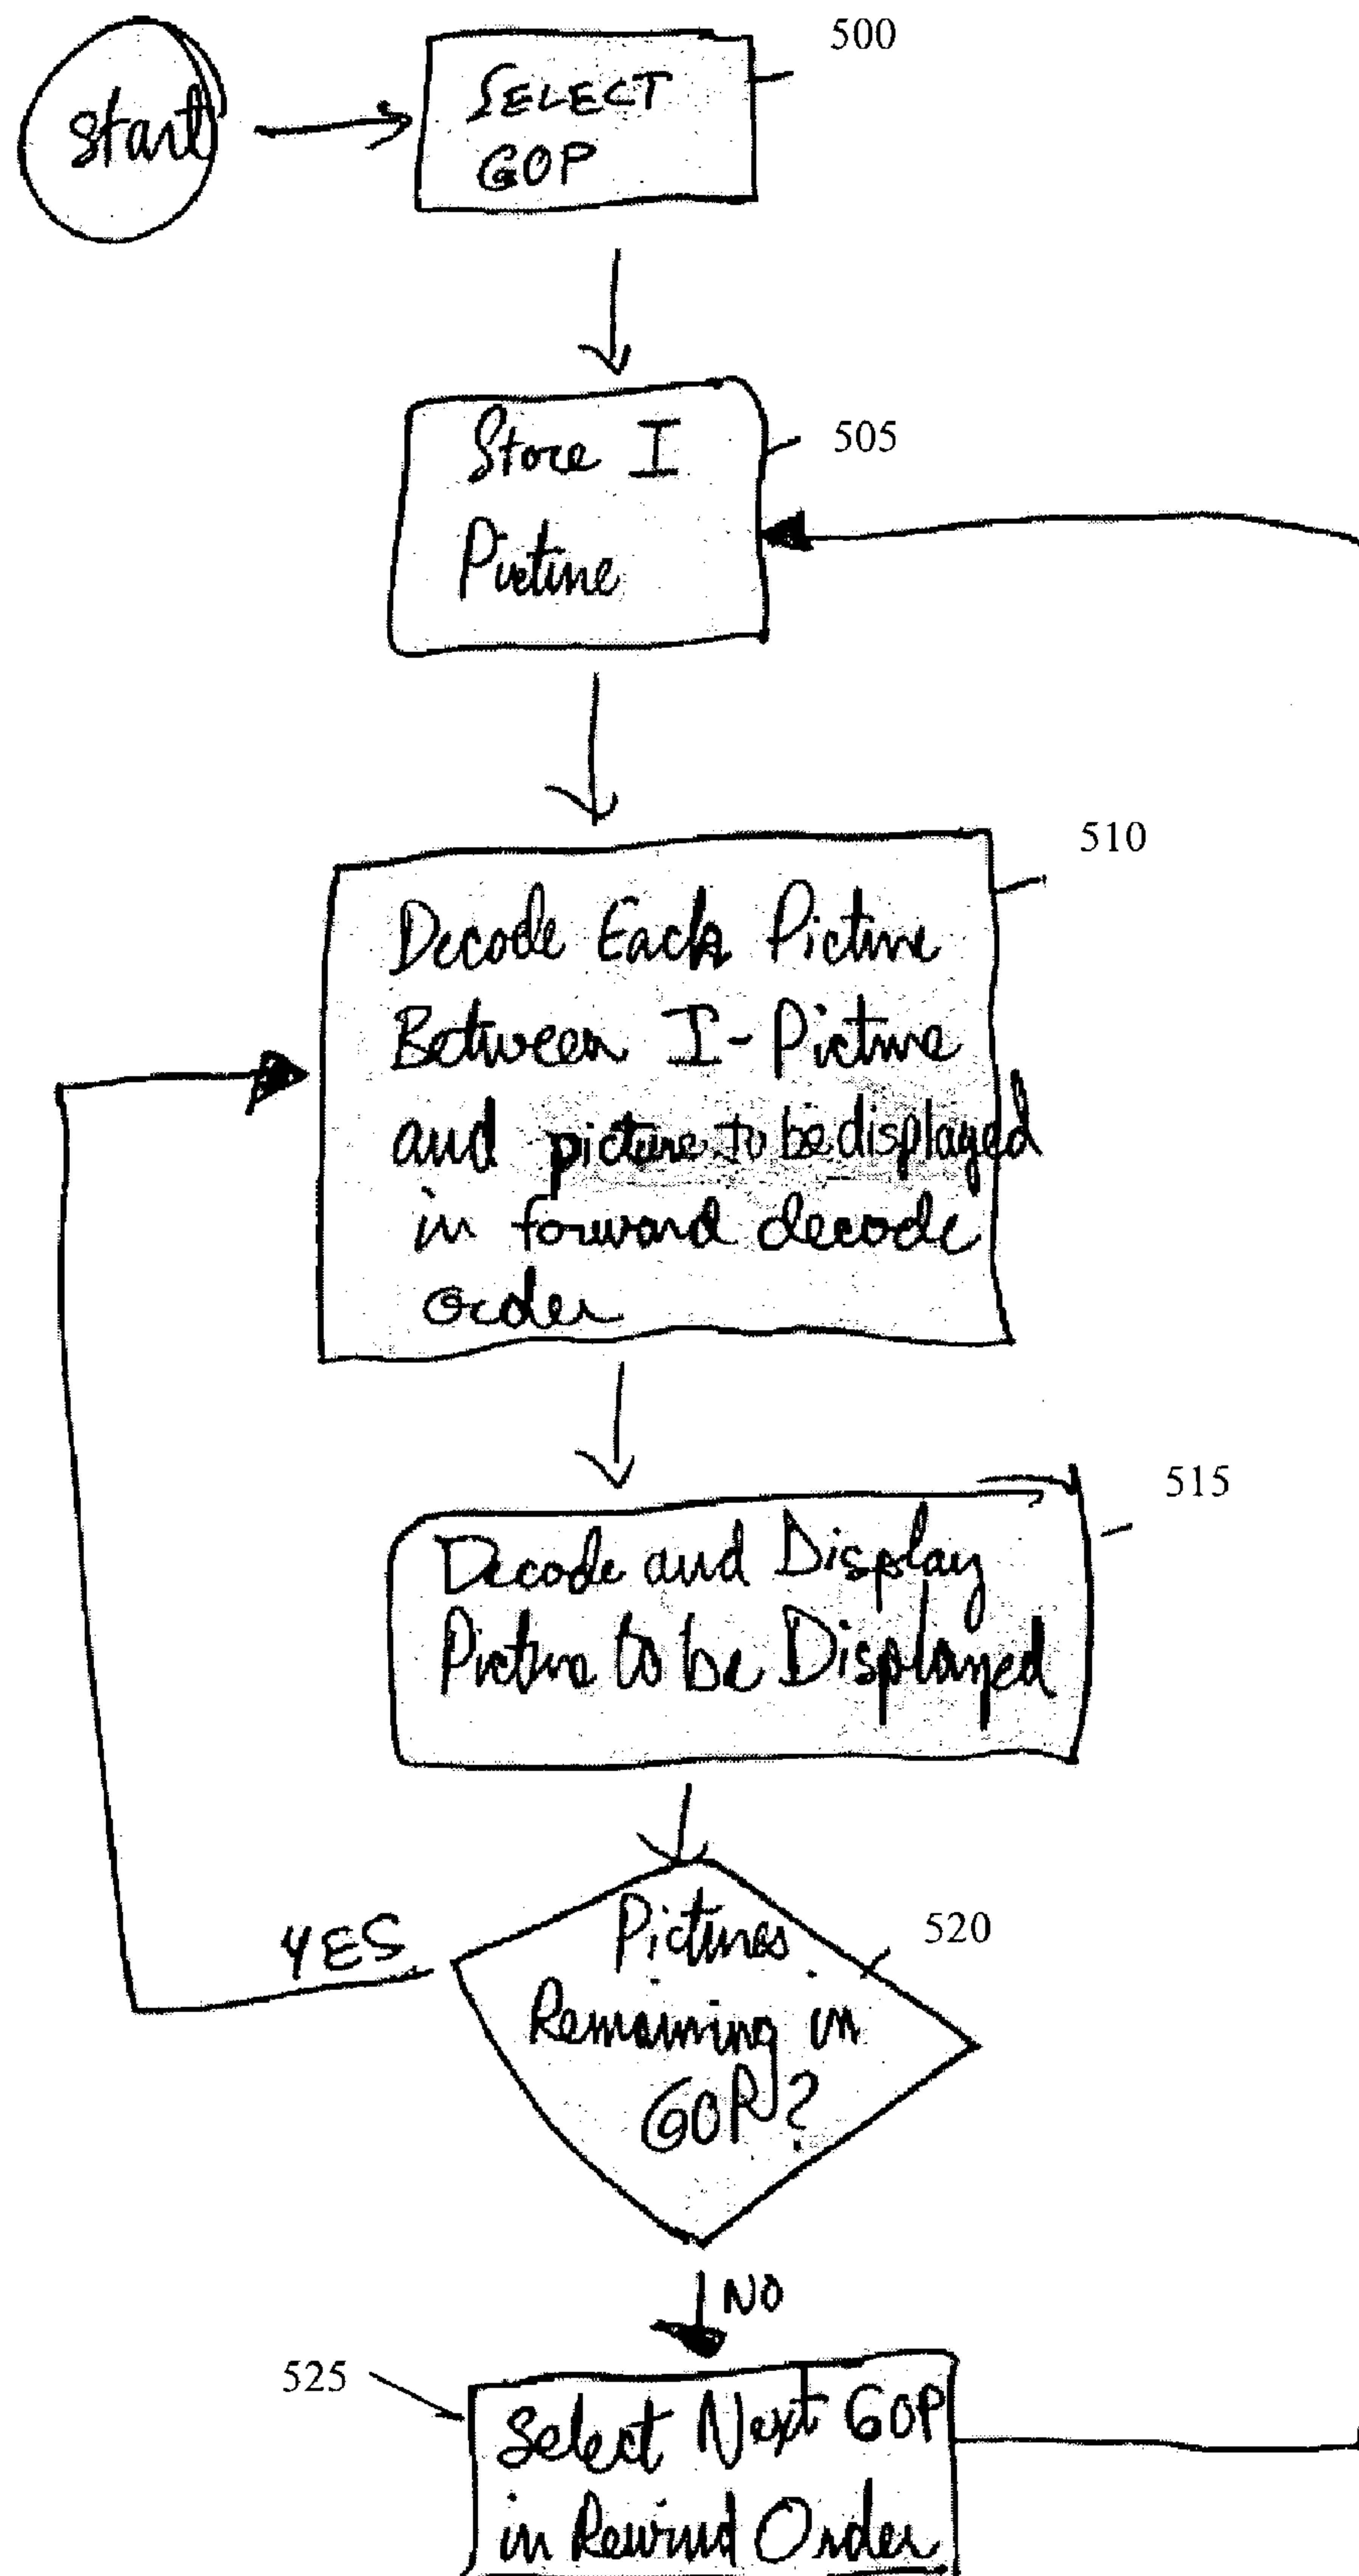 500
start
SELECT
GOP
505
Store I
Picture
510
Decode Each Picture
Between I-Picture
and picture to be displayed
in forward decode
order
515
Decode and Display
Picture to be Displayed
520
YES
Pictures
Remaining in
GOP?
NO
525
Select Next GOP
in Rewind Order